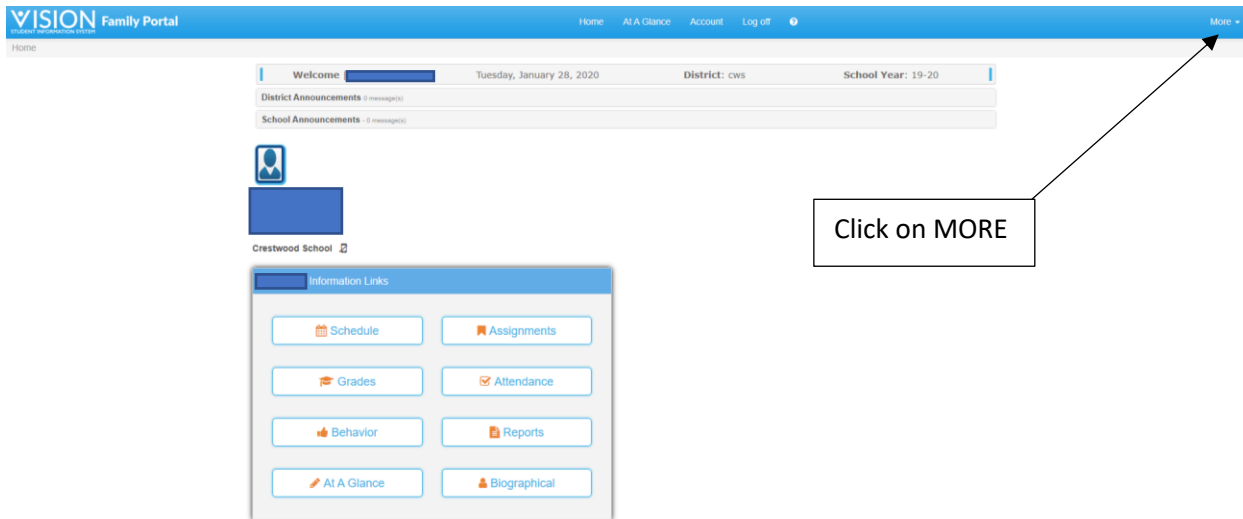 VISION Family Portal Home At A Glance Account Log off ? More
STUDENT INFORMATION SYSTEM
Home
Welcome Tuesday, January 28, 2020 District: cws School Year: 19-20
District Announcements 0 message(s)
School Announcements - 0 message(s)
Click on MORE
Crestwood School
Information Links
Schedule Assignments
Grades Attendance
Behavior Reports
At A Glance Biographical